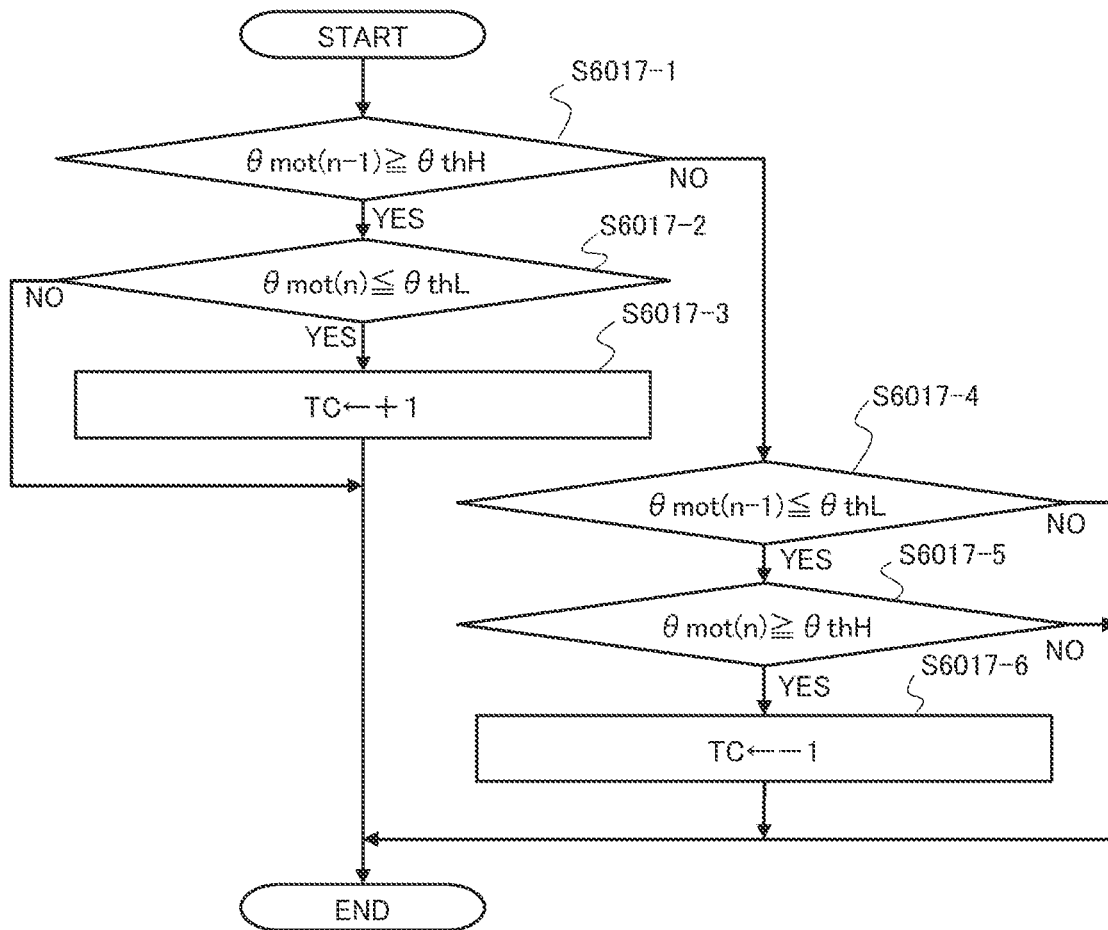 START
S6017-1
θ mot(n-1)≧ θ thH
NO
YES
S6017-2
θ mot(n)≦ θ thL
NO
YES
S6017-3
TC←+1
S6017-4
θ mot(n-1)≦ θ thL
NO
YES
S6017-5
θ mot(n)≧ θ thH
NO
YES
S6017-6
TC←-1
END